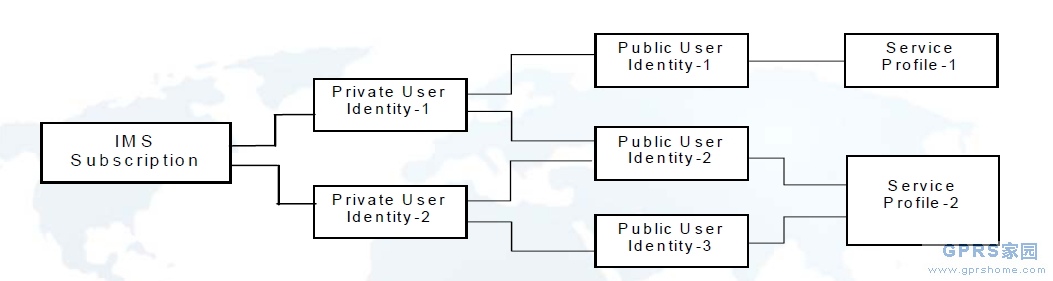 Public User
Identity-1
Service
Profile-1
Private User
Identity-1
IMS
Subscription
Public User
Identity-2
Private User
Identity-2
Service
Profile-2
Public User
Identity-3
GPRS家园
www.gprshome.com